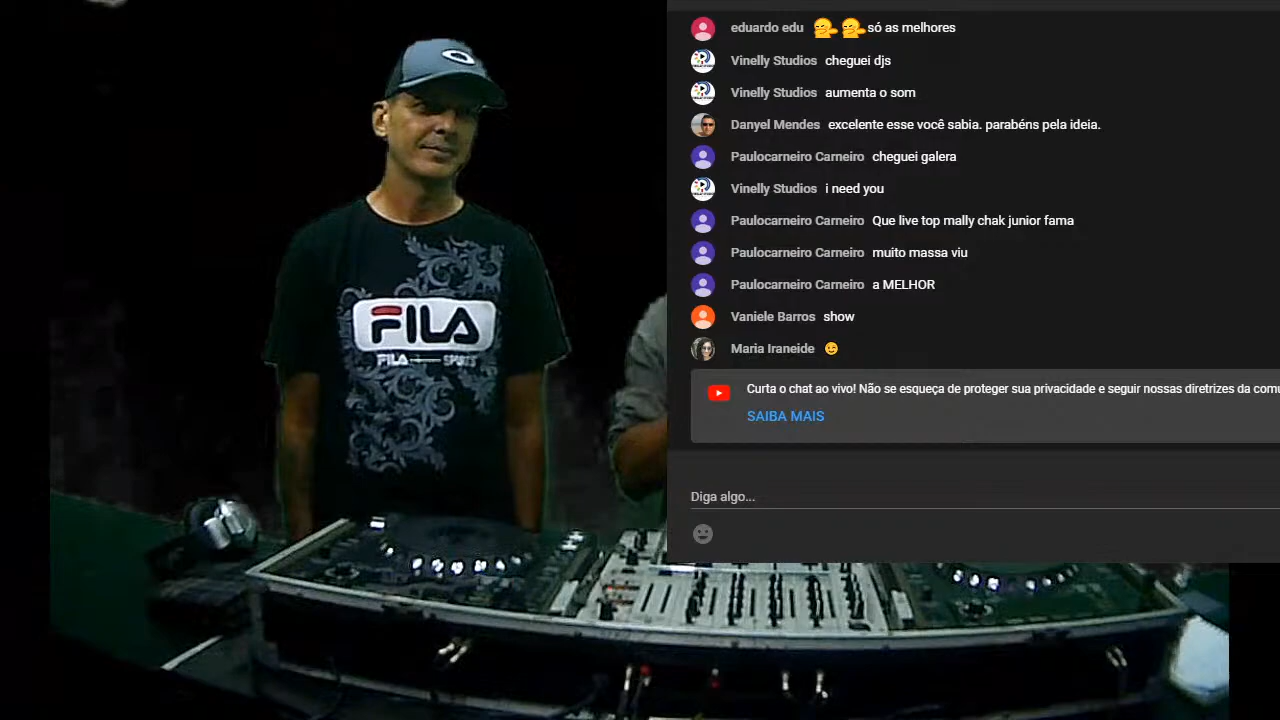 eduardo edu só as melhores
Vinelly Studios cheguei djs
Vinelly Studios aumenta o som
Danyel Mendes excelente esse você sabia. parabéns pela ideia.
Paulocarneiro Carneiro cheguei galera
Vinelly Studios i need you
Paulocarneiro Carneiro Que live top mally chak junior fama
Paulocarneiro Carneiro muito massa viu
Paulocarneiro Carneiro a MELHOR
Vaniele Barros show
Maria Iraneide 😉
Curta o chat ao vivo! Não se esqueça de proteger sua privacidade e seguir nossas diretrizes da com
SAIBA MAIS
Diga algo...
FILA
FILA SPORTS